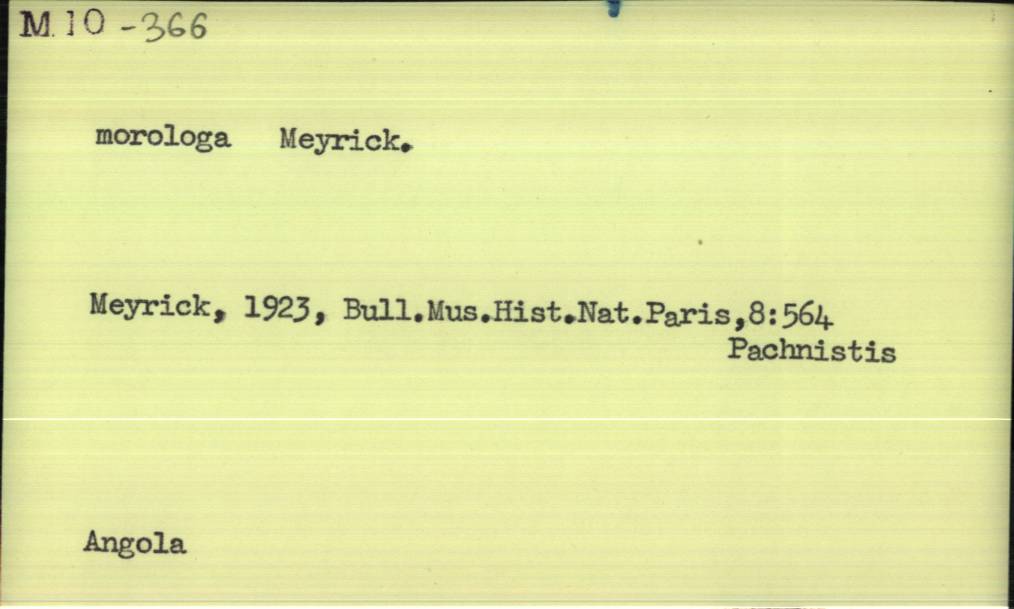 M.10 -366
morologa Meyrick.
Meyrick, 1923, Bull.Mus.Hist.Nat.Paris,8:564
Pachnistis
Angola